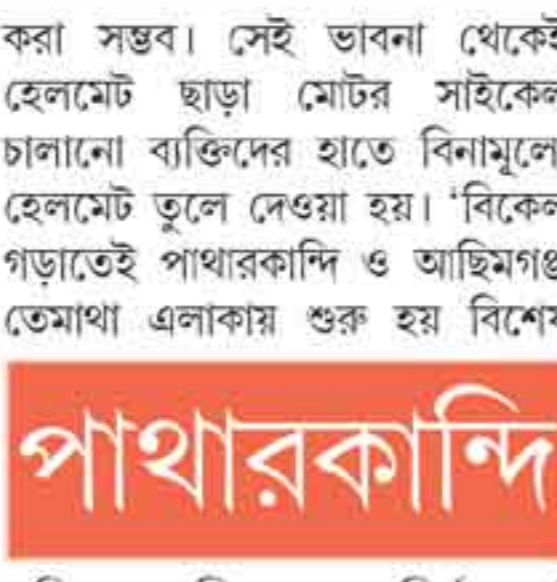 করা সম্ভব। সেই ভাবনা থেকেই
হেলমেট ছাড়া মোটর সাইকেল
চালানো ব্যক্তিদের হাতে বিনামূল্যে
হেলমেট তুলে দেওয়া হয়। 'বিকেল
গড়াতেই পাথারকান্দি ও আছিমগঞ্জ
তেমাথা এলাকায় শুরু হয় বিশেষ
পাথারকান্দি